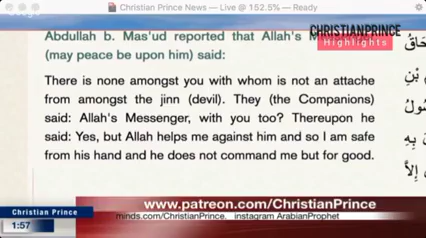 Christian Prince News — Live @ 152.5% — Ready
CHRISTIANPRINCE
Highlights
Abdullah b. Mas'ud reported that Allah's
(may peace be upon him) said:
There is none amongst you with whom is not an attache
from amongst the jinn (devil). They (the Companions)
said: Allah's Messenger, with you too? Thereupon he
said: Yes, but Allah helps me against him and so I am safe
from his hand and he does not command me but for good.
www.patreon.com/ChristianPrince
Christian Prince
minds.com/Christianprince, instagram ArabianProphet
1:57